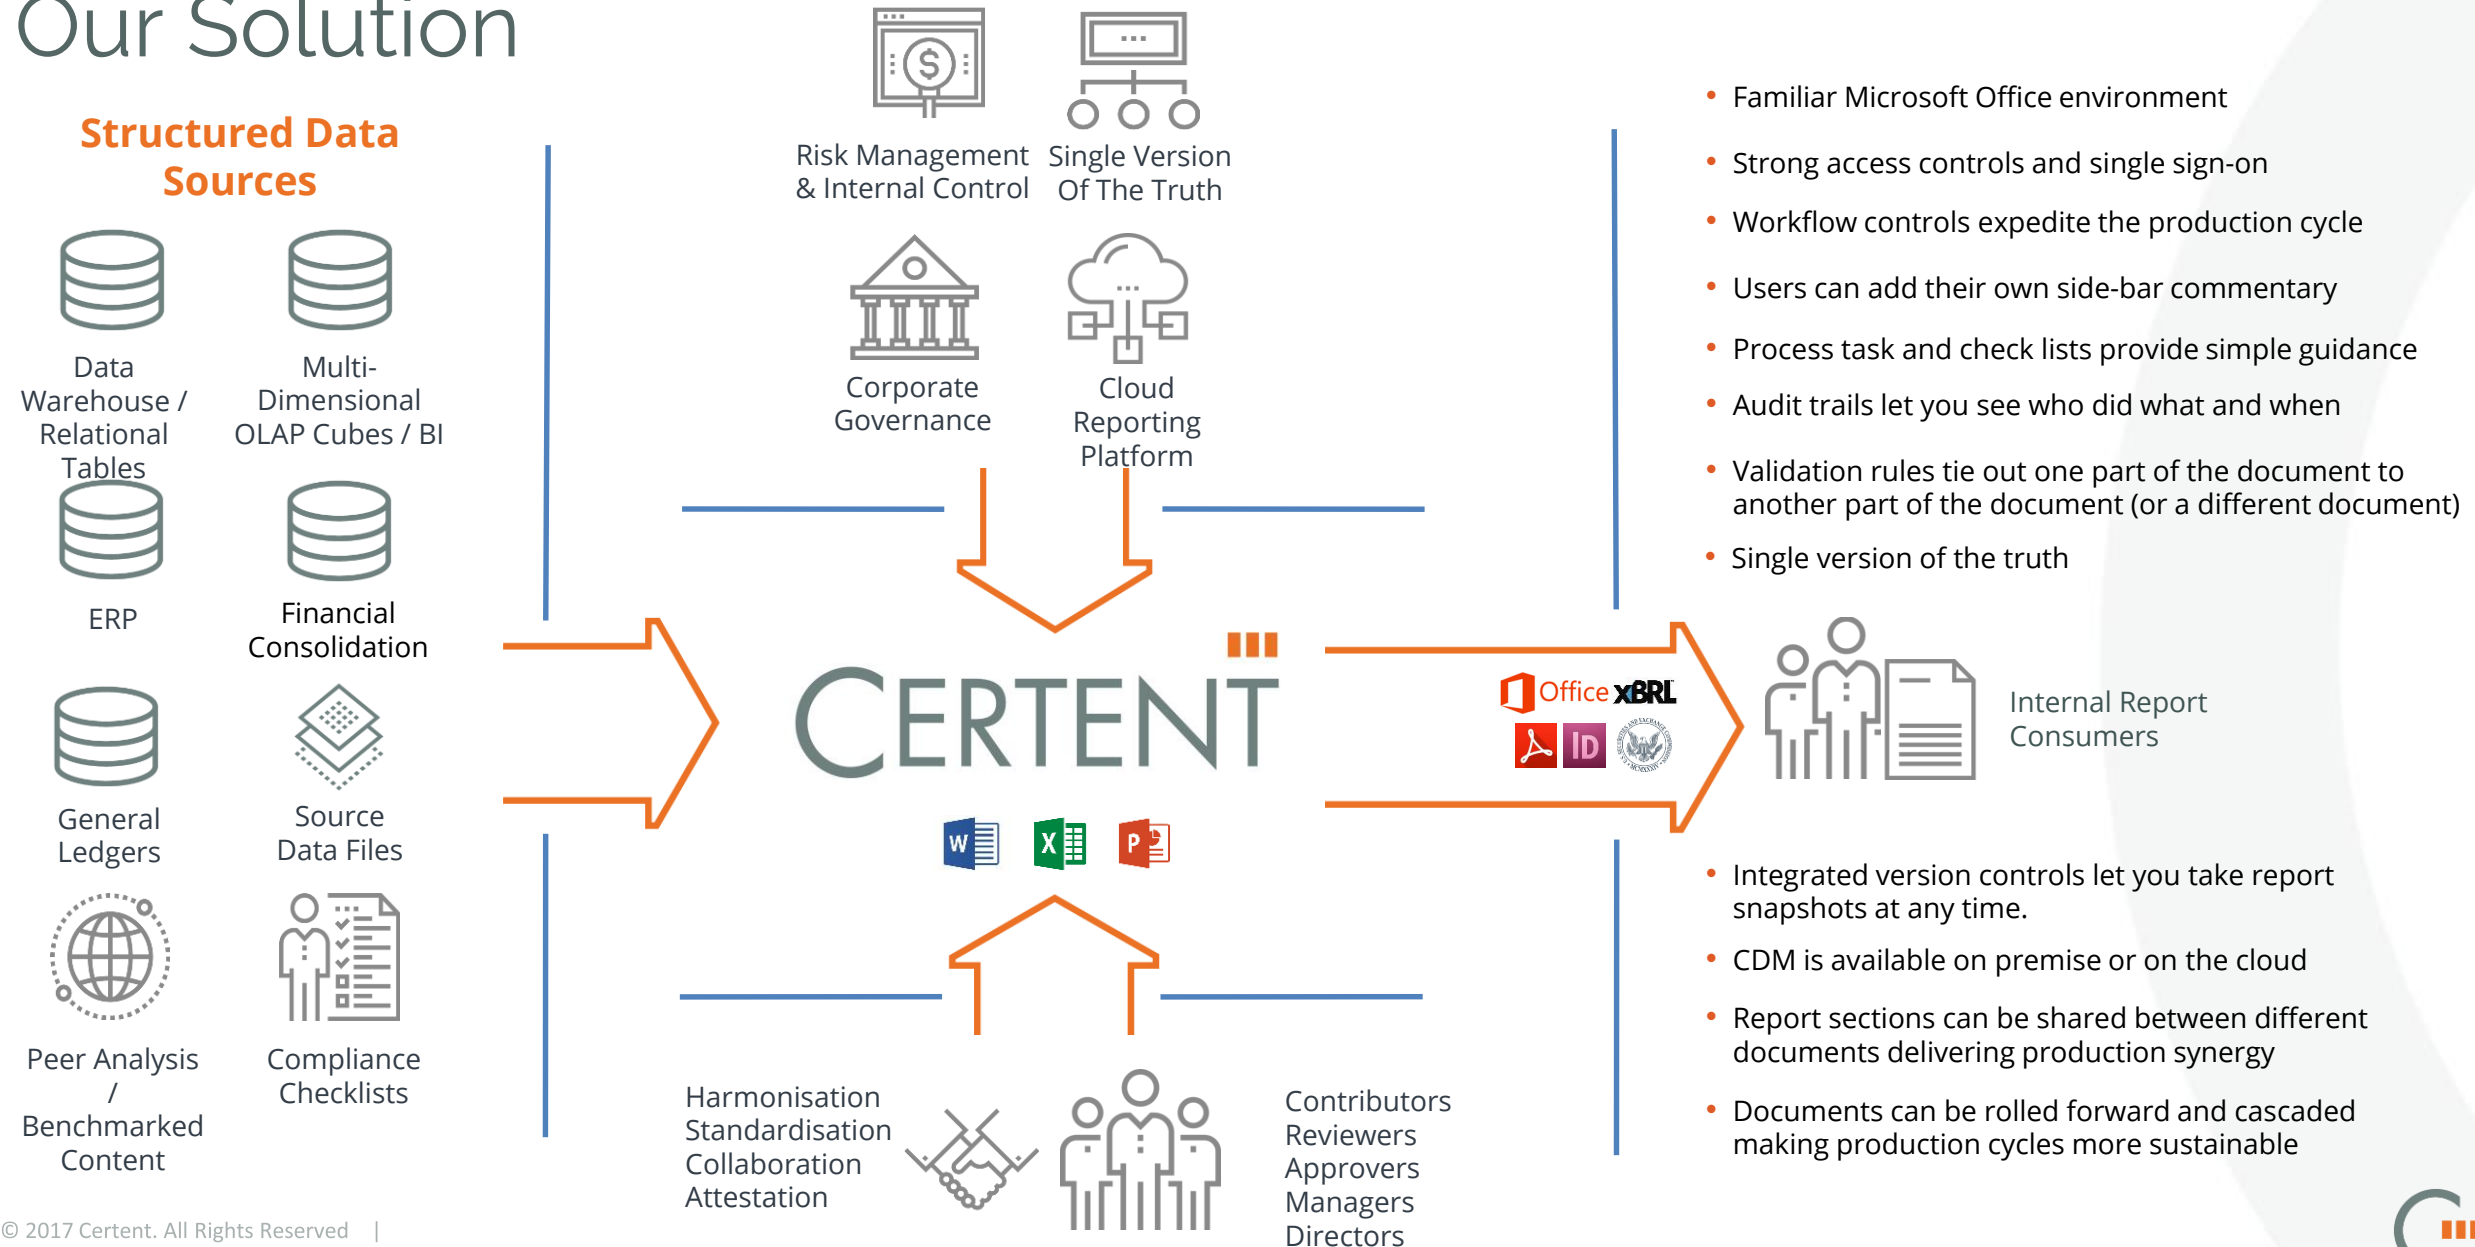 Our Solution
Structured Data
Sources
Data
Warehouse /
Relational
Tables
Multi-
Dimensional
OLAP Cubes / BI
ERP
Financial
Consolidation
General
Ledgers
Source
Data Files
Peer Analysis
/
Benchmarked
Content
Compliance
Checklists
Risk Management
& Internal Control
Single Version
Of The Truth
Corporate
Governance
Cloud
Reporting
Platform
CERTENT
W
X
P
Harmonisation
Standardisation
Collaboration
Attestation
Contributors
Reviewers
Approvers
Managers
Directors
Office XBRL
ID
• Familiar Microsoft Office environment
• Strong access controls and single sign-on
• Workflow controls expedite the production cycle
• Users can add their own side-bar commentary
• Process task and check lists provide simple guidance
• Audit trails let you see who did what and when
• Validation rules tie out one part of the document to
another part of the document (or a different document)
• Single version of the truth
Internal Report
Consumers
• Integrated version controls let you take report
snapshots at any time.
• CDM is available on premise or on the cloud
• Report sections can be shared between different
documents delivering production synergy
• Documents can be rolled forward and cascaded
making production cycles more sustainable
© 2017 Certent. All Rights Reserved |